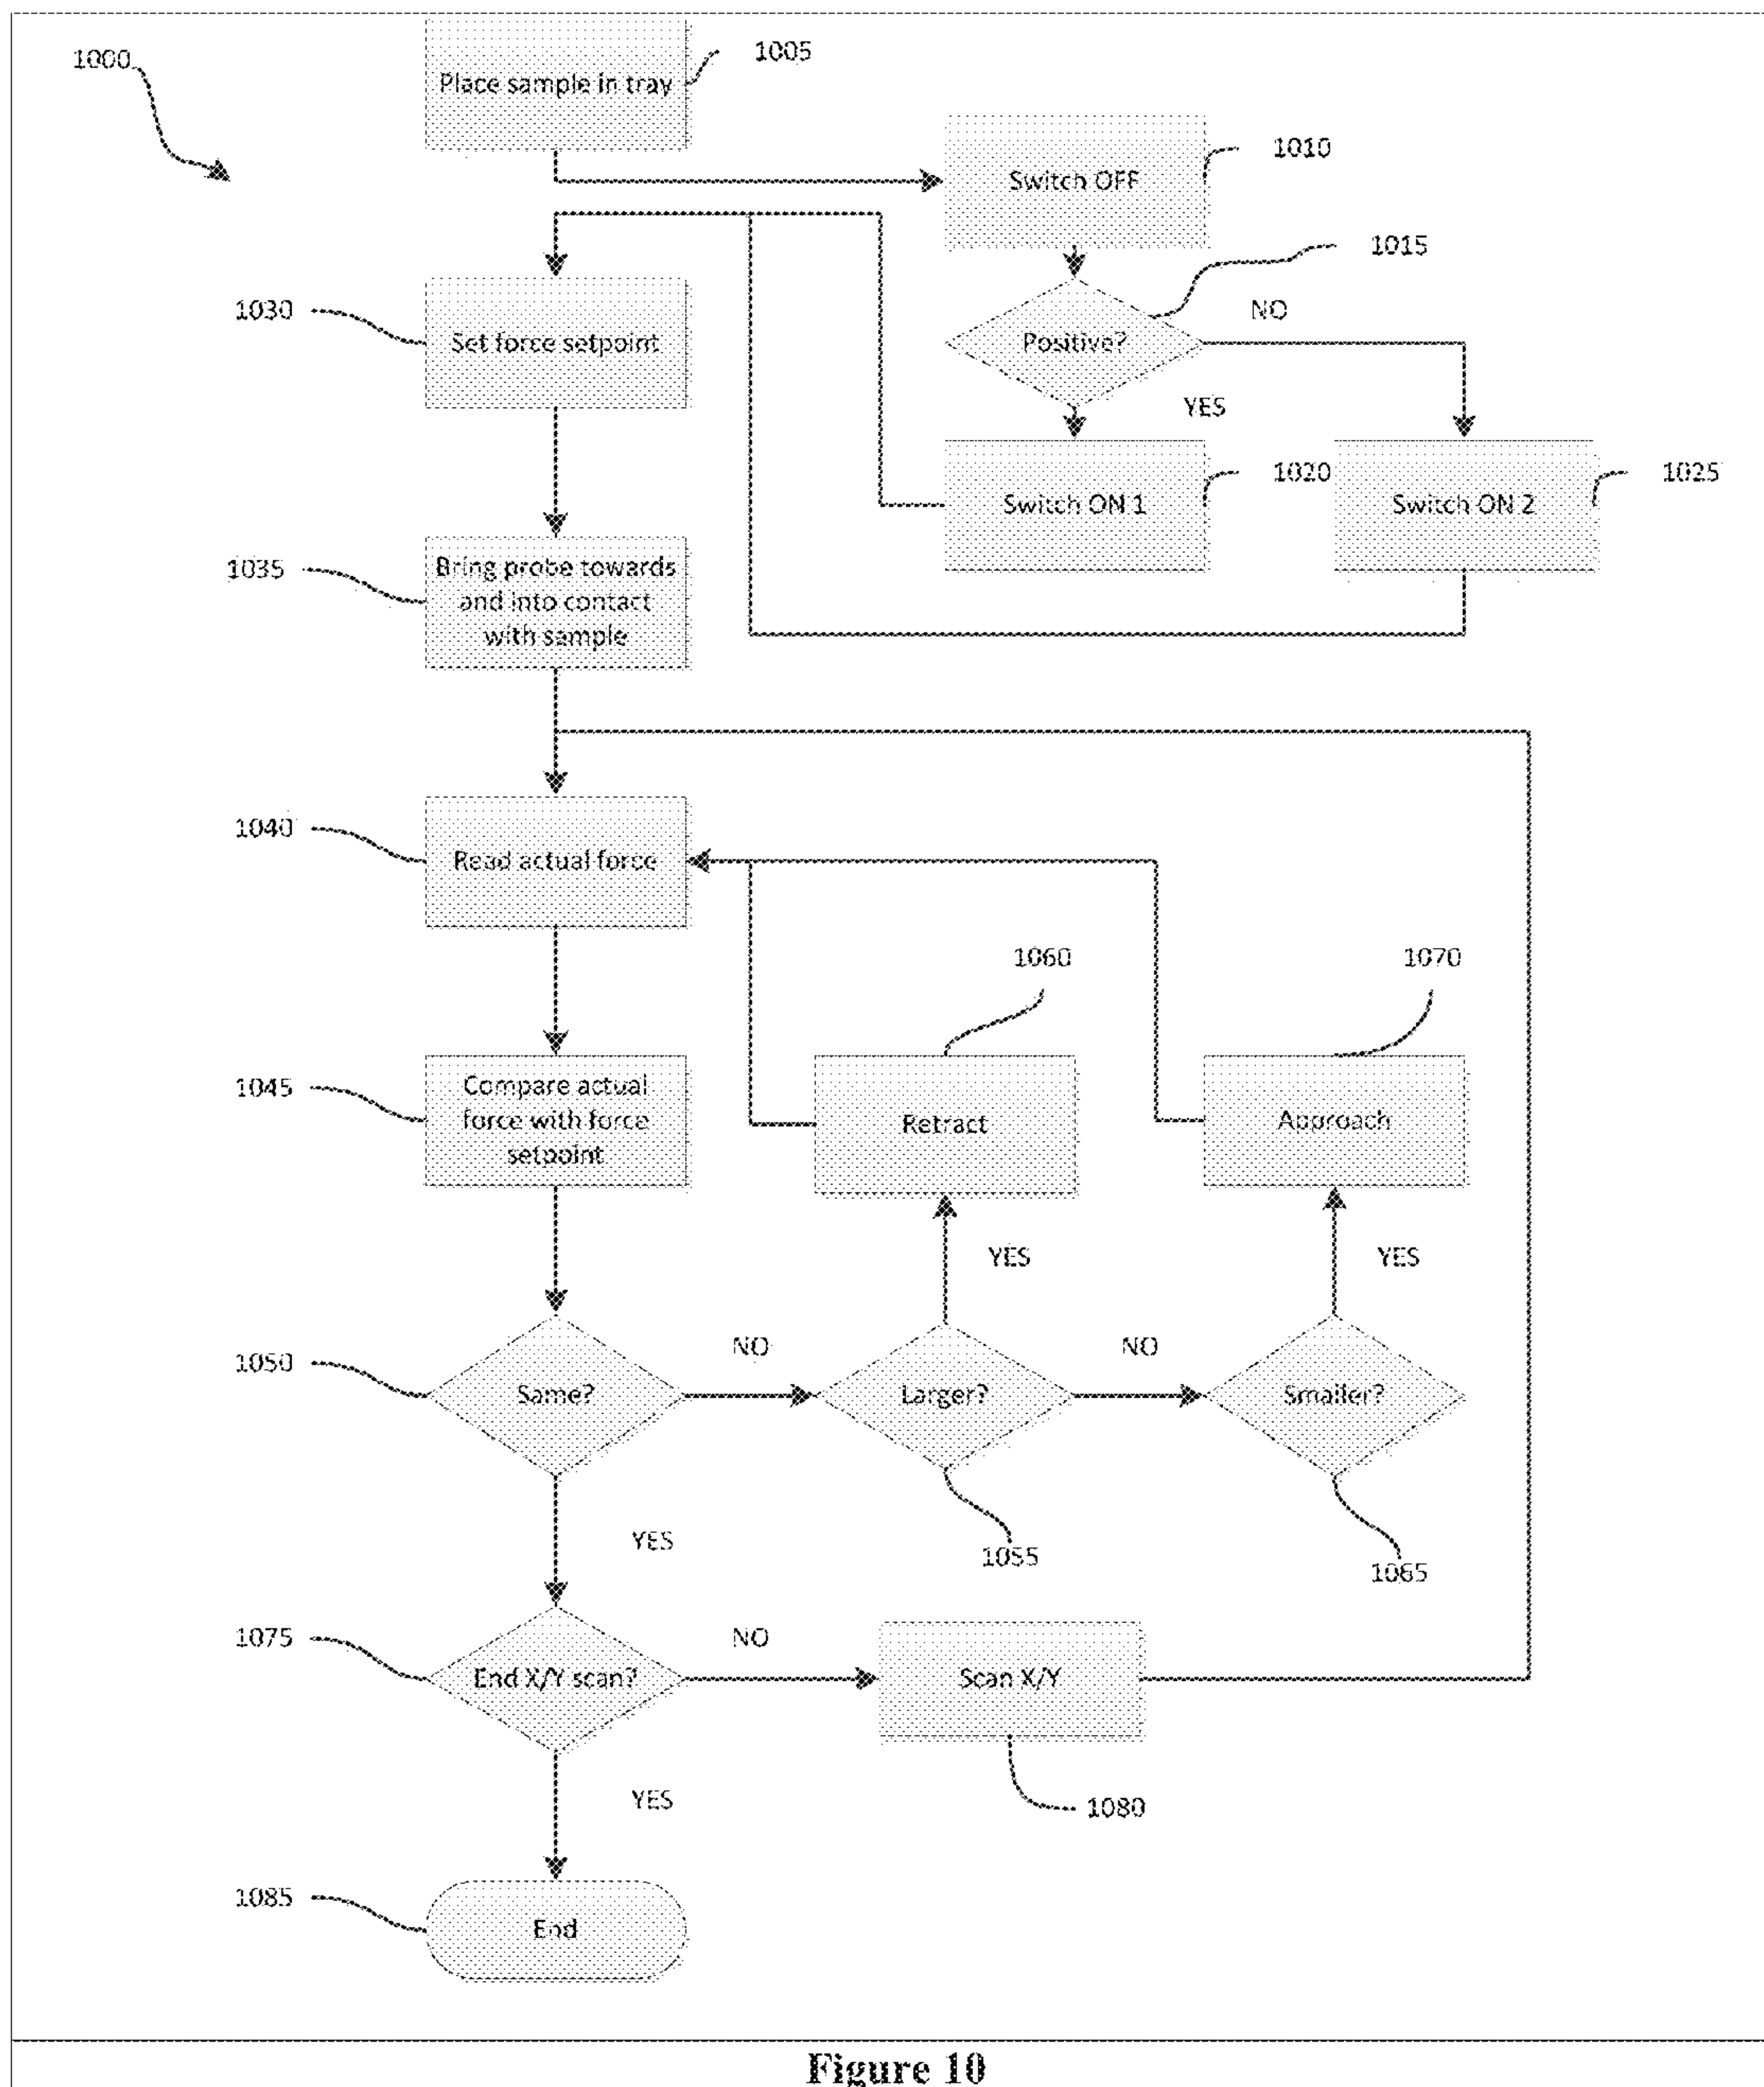 1000
1005
Place sample in tray
1010
Switch OFF
1015
1030
NO
Set force setpoint
Positive?
YES
1020
1025
Switch ON 1
Switch ON 2
1035
Bring probe towards
and into contact
with sample
1040
Read actual force
1060
1070
1045
Compare actual
force with force
setpoint
Retract
Approach
YES
YES
1050
NO
NO
Same?
Larger?
Smaller?
YES
1055
1065
1075
NO
End X/Y scan?
Scan X/Y
YES
1080
1085
End
Figure 10